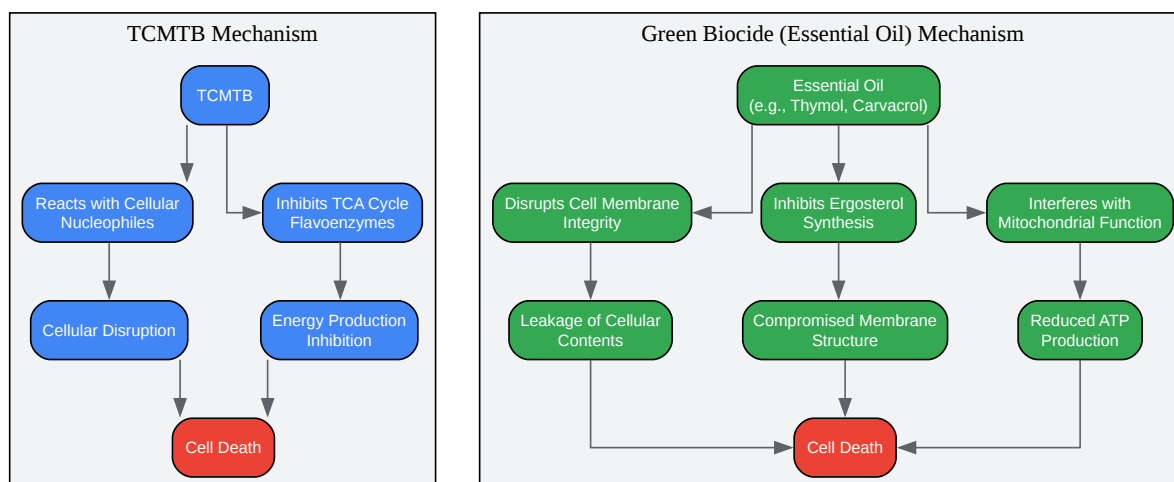 TCMTB Mechanism
TCMTB
Reacts with Cellular
Nucleophiles
Inhibits TCA Cycle
Flavoenzymes
Cellular Disruption
Energy Production
Inhibition
Cell Death
Green Biocide (Essential Oil) Mechanism
Essential Oil
(e.g., Thymol, Carvacrol)
Disrupts Cell Membrane
Integrity
Inhibits Ergosterol
Synthesis
Interferes with
Mitochondrial Function
Leakage of Cellular
Contents
Compromised Membrane
Structure
Reduced ATP
Production
Cell Death